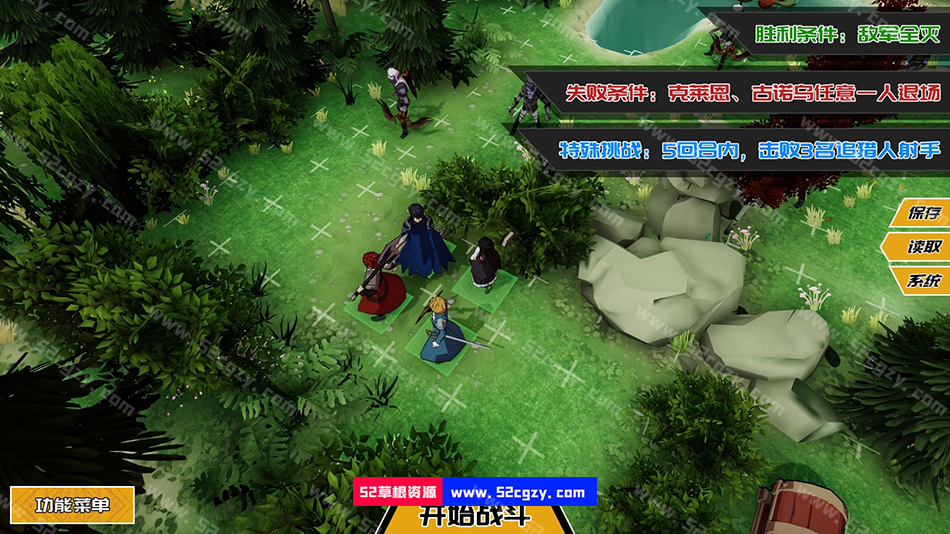 胜利条件：敌军全灭
失败条件：克莱恩、古诺乌任意一人退场
特殊挑战：5回合内，击败3名追猎人射手
保存
读取
系统
功能菜单
52草根资源 www.52cgzy.com
开始战斗